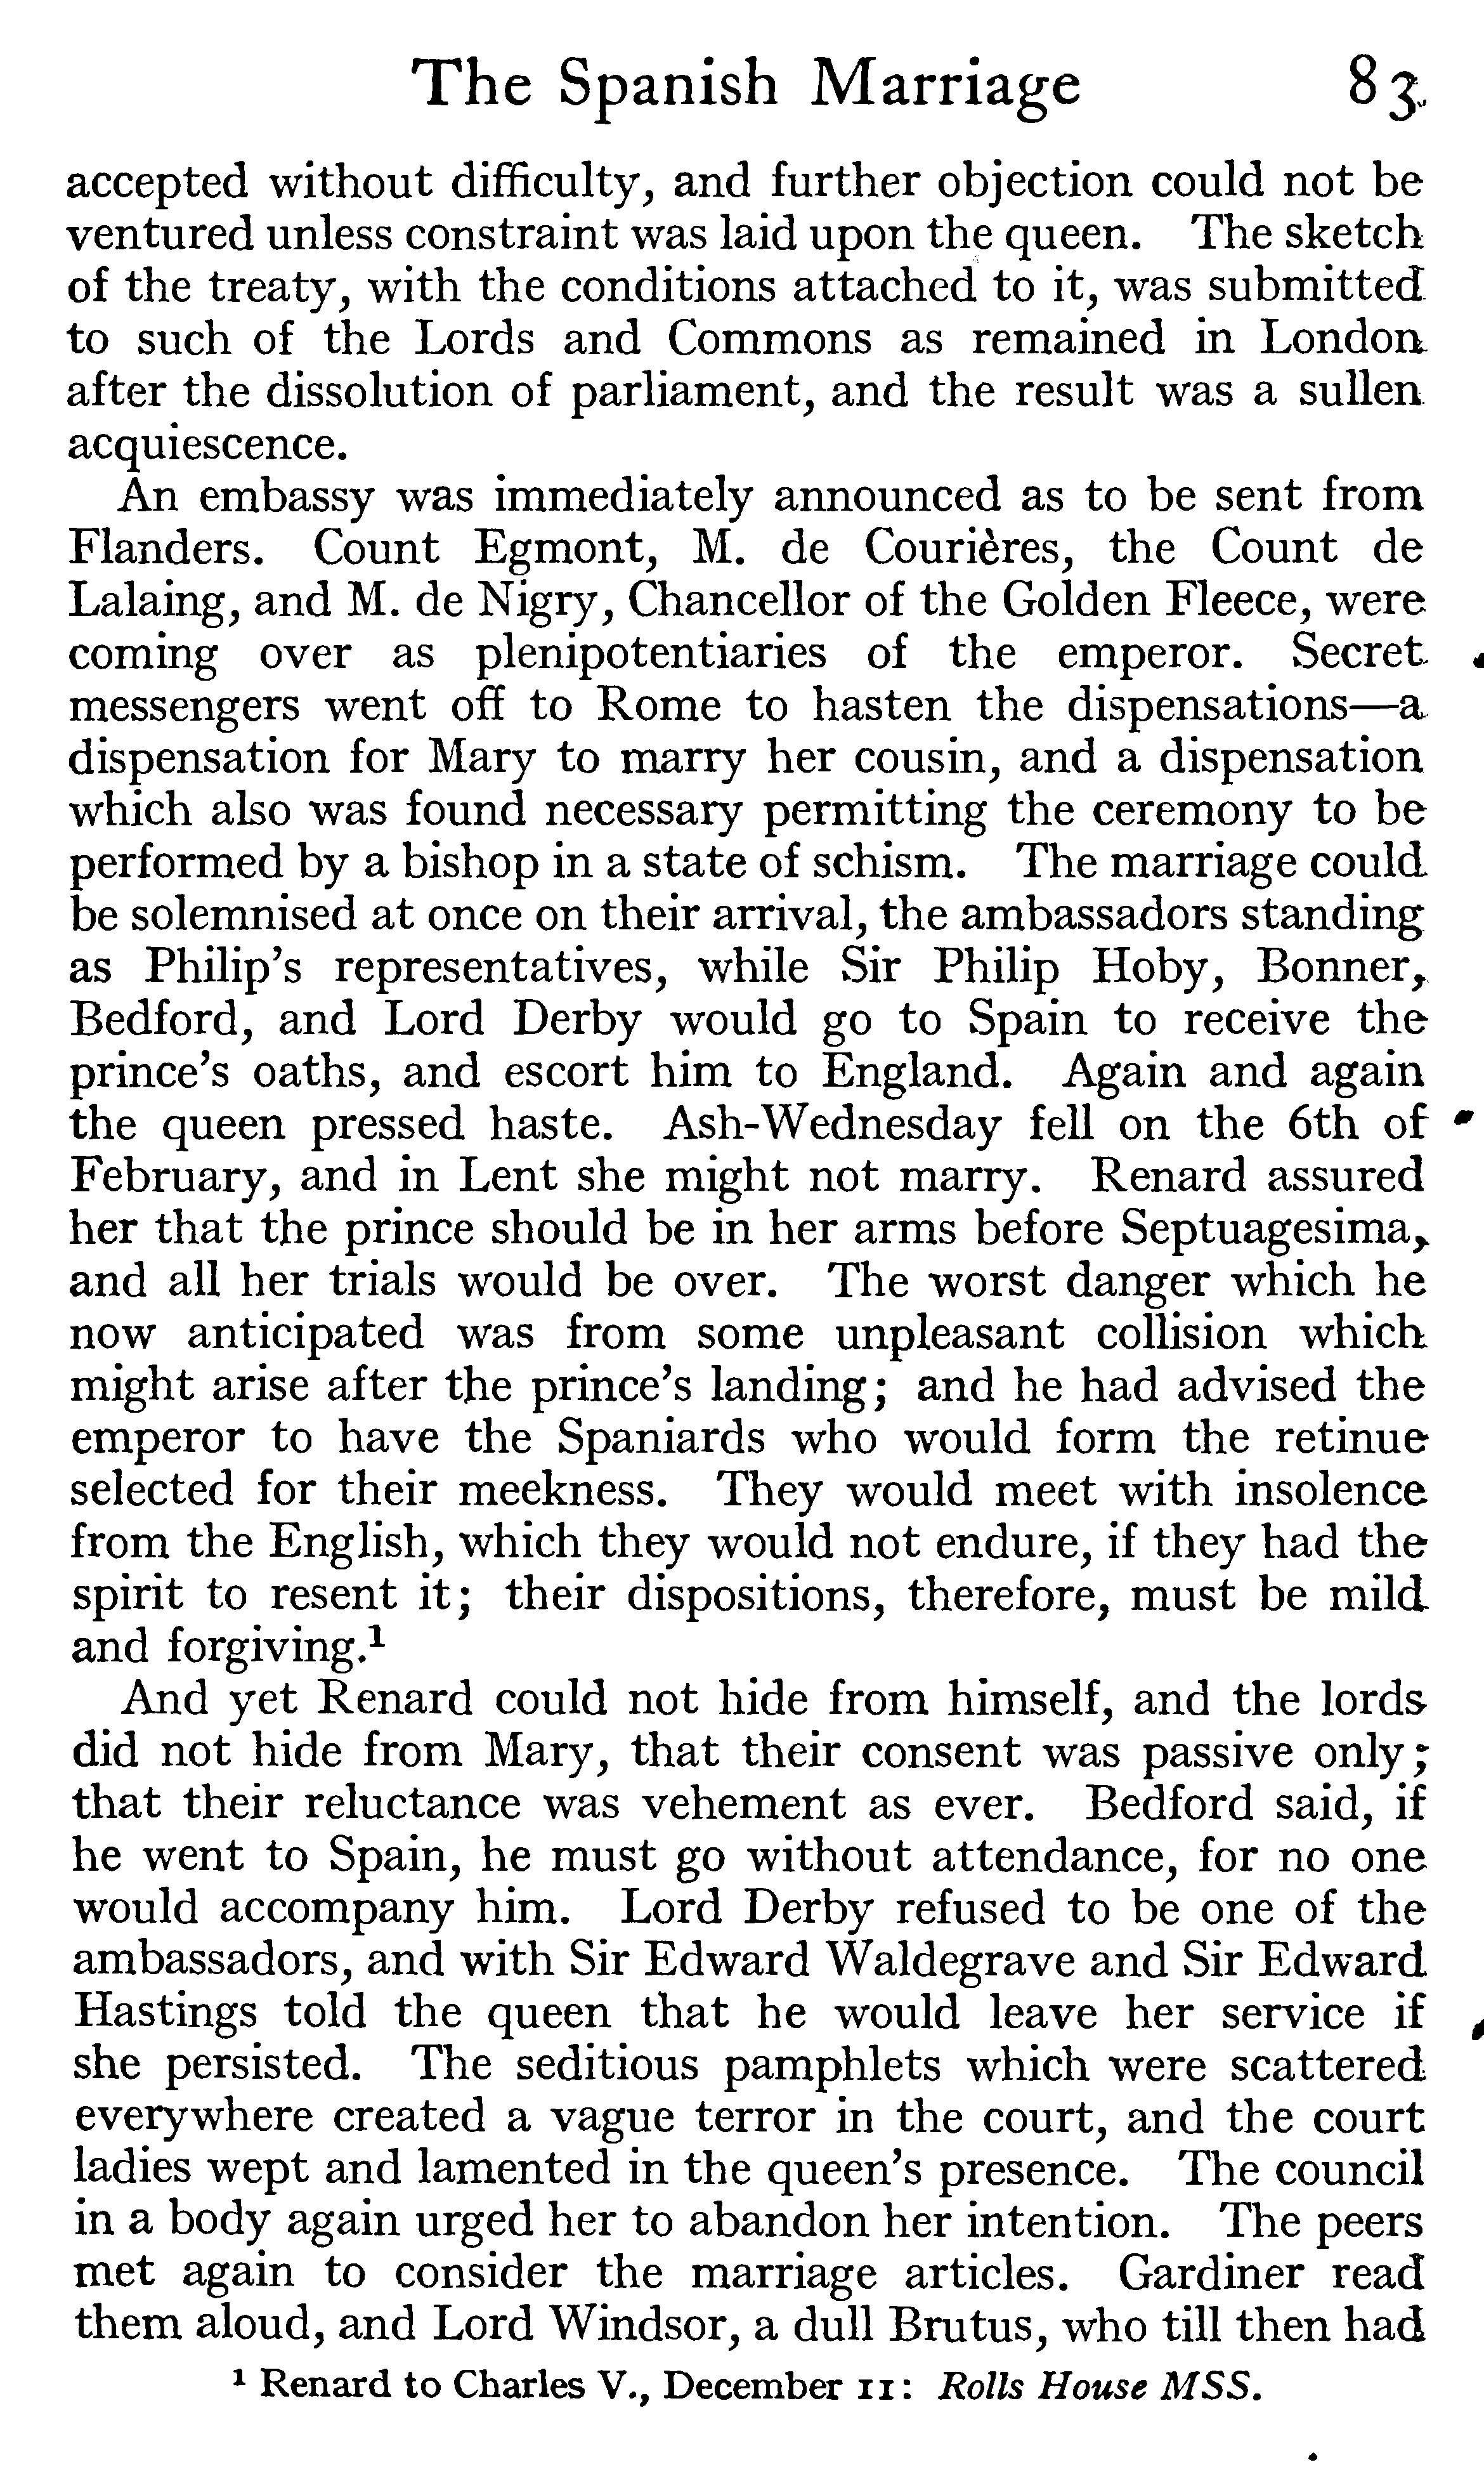 The Spanish Marriage 83
accepted without difficulty, and further objection could not be
ventured unless constraint was laid upon the queen. The sketch
of the treaty, with the conditions attached to it, was submitted
to such of the Lords and Commons as remained in London
after the dissolution of parliament, and the result was a sullen
acquiescence.
An embassy was immediately announced as to be sent from
Flanders. Count Egmont, M. de Courières, the Count de
Lalaing, and M. de Nigry, Chancellor of the Golden Fleece, were
coming over as plenipotentiaries of the emperor. Secret
messengers went off to Rome to hasten the dispensations—a
dispensation for Mary to marry her cousin, and a dispensation
which also was found necessary permitting the ceremony to be
performed by a bishop in a state of schism. The marriage could
be solemnised at once on their arrival, the ambassadors standing
as Philip's representatives, while Sir Philip Hoby, Bonner,
Bedford, and Lord Derby would go to Spain to receive the
prince's oaths, and escort him to England. Again and again
the queen pressed haste. Ash-Wednesday fell on the 6th of
February, and in Lent she might not marry. Renard assured
her that the prince should be in her arms before Septuagesima,
and all her trials would be over. The worst danger which he
now anticipated was from some unpleasant collision which
might arise after the prince's landing; and he had advised the
emperor to have the Spaniards who would form the retinue
selected for their meekness. They would meet with insolence
from the English, which they would not endure, if they had the
spirit to resent it; their dispositions, therefore, must be mild
and forgiving.¹
And yet Renard could not hide from himself, and the lords
did not hide from Mary, that their consent was passive only;
that their reluctance was vehement as ever. Bedford said, if
he went to Spain, he must go without attendance, for no one
would accompany him. Lord Derby refused to be one of the
ambassadors, and with Sir Edward Waldegrave and Sir Edward
Hastings told the queen that he would leave her service if
she persisted. The seditious pamphlets which were scattered
everywhere created a vague terror in the court, and the court
ladies wept and lamented in the queen's presence. The council
in a body again urged her to abandon her intention. The peers
met again to consider the marriage articles. Gardiner read
them aloud, and Lord Windsor, a dull Brutus, who till then had
¹ Renard to Charles V., December 11: Rolls House MSS.